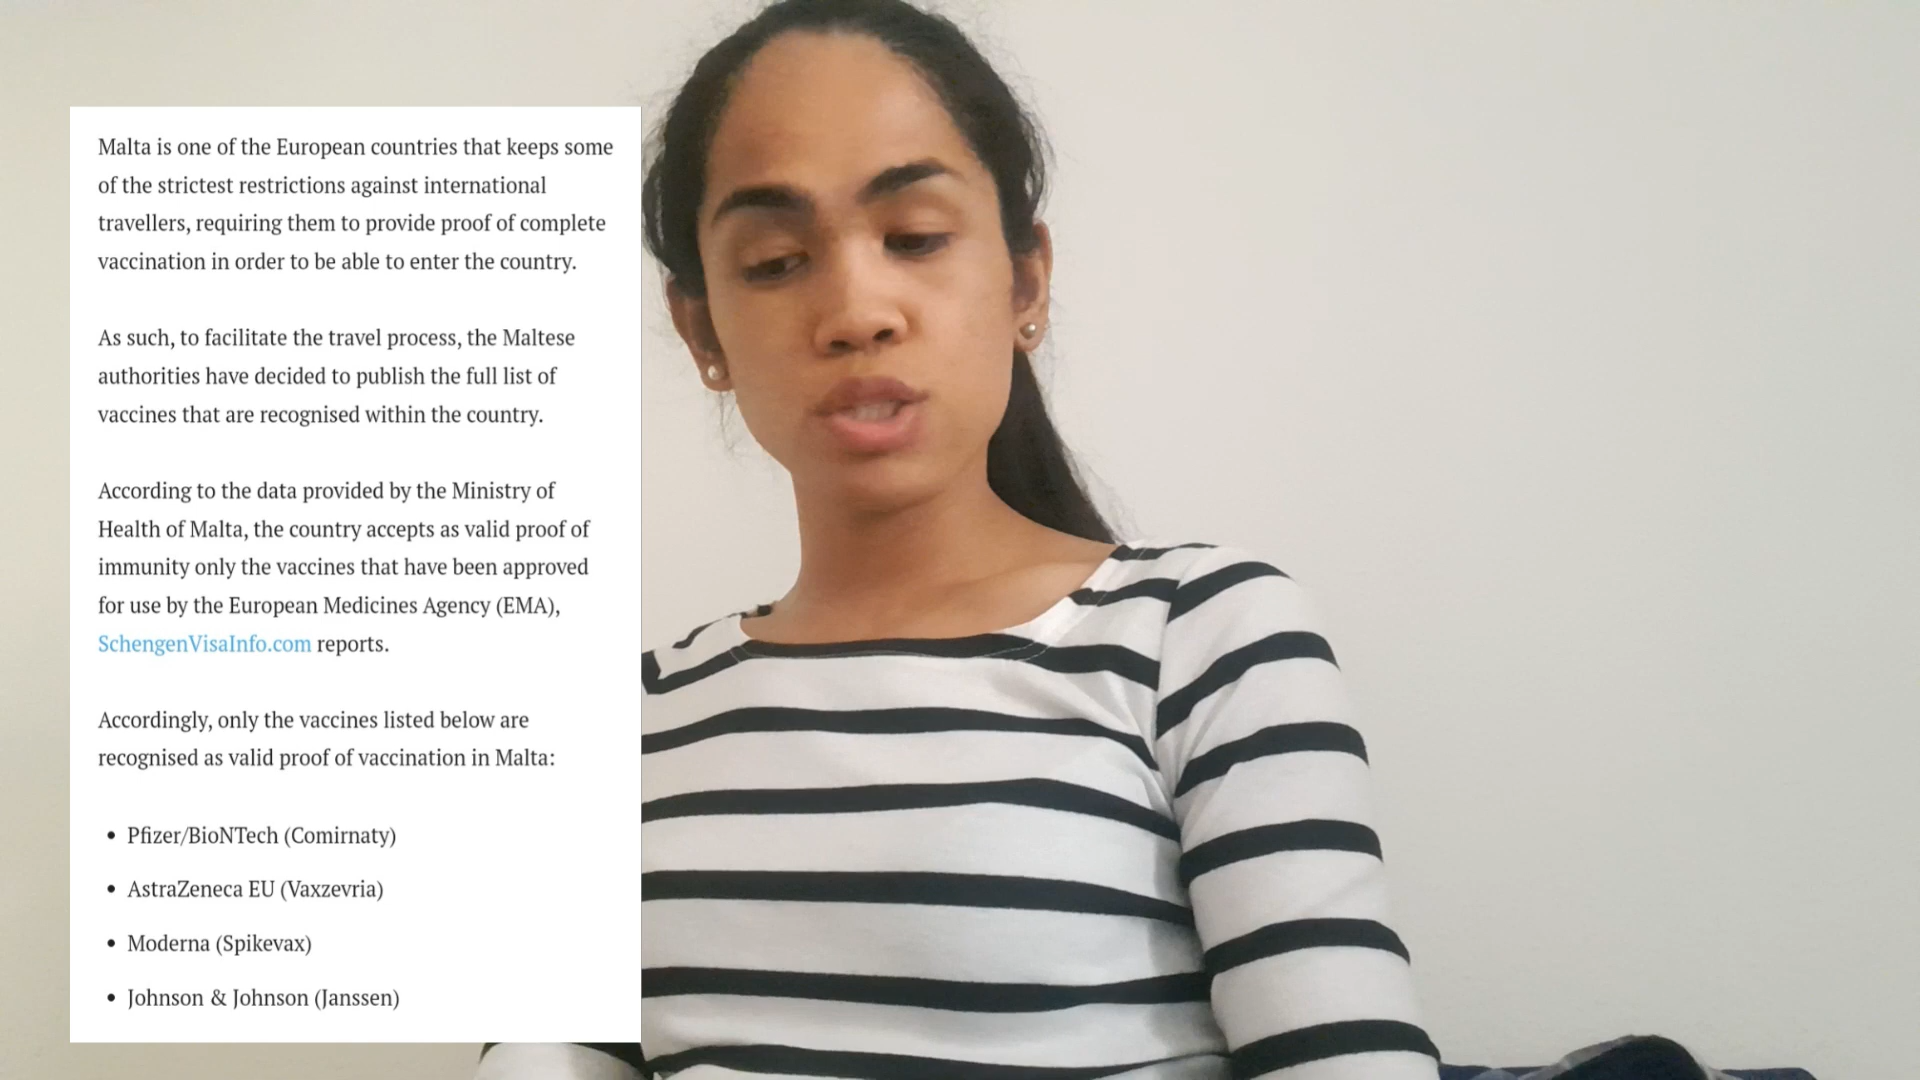 Malta is one of the European countries that keeps some
of the strictest restrictions against international
travellers, requiring them to provide proof of complete
vaccination in order to be able to enter the country.
As such, to facilitate the travel process, the Maltese
authorities have decided to publish the full list of
vaccines that are recognised within the country.
According to the data provided by the Ministry of
Health of Malta, the country accepts as valid proof of
immunity only the vaccines that have been approved
for use by the European Medicines Agency (EMA),
SchengenVisaInfo.com reports.
Accordingly, only the vaccines listed below are
recognised as valid proof of vaccination in Malta:
• Pfizer/BioNTech (Comirnaty)
• AstraZeneca EU (Vaxzevria)
• Moderna (Spikevax)
• Johnson & Johnson (Janssen)